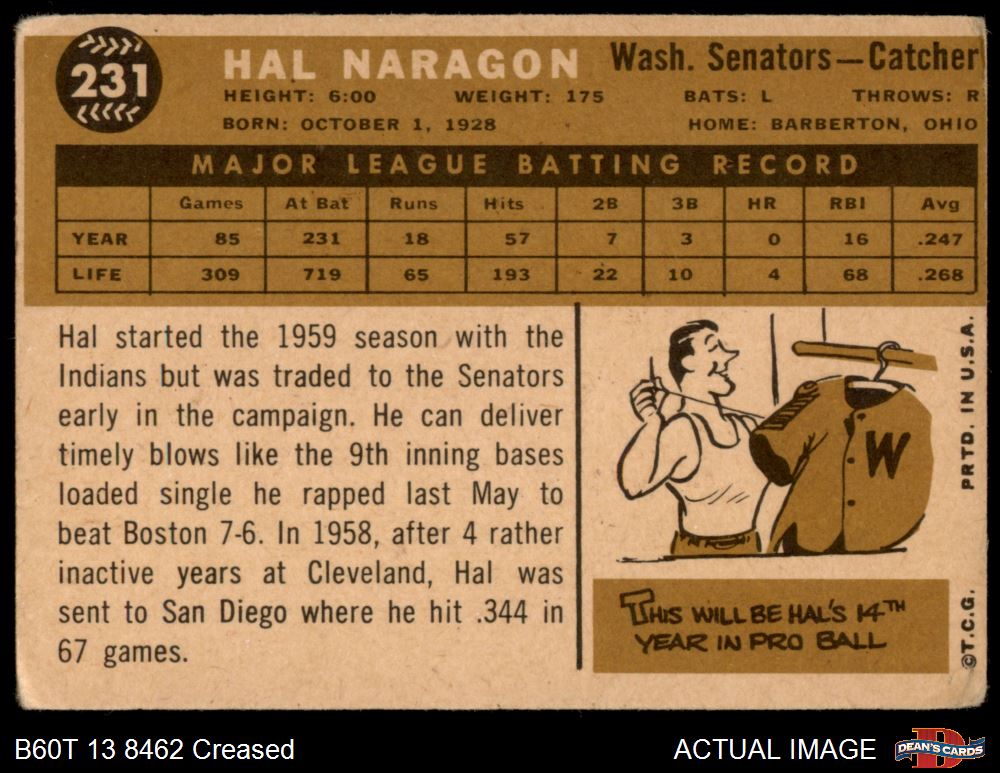 231
HAL NARAGON
Wash. Senators—Catcher
HEIGHT: 6:00 WEIGHT: 175 BATS: L THROWS: R
BORN: OCTOBER 1, 1928 HOME: BARBERTON, OHIO
MAJOR LEAGUE BATTING RECORD
Games At Bat Runs Hits 2B 3B HR RBI Avg
YEAR 85 231 18 57 7 3 0 16 .247
LIFE 309 719 65 193 22 10 4 68 .268
Hal started the 1959 season with the
Indians but was traded to the Senators
early in the campaign. He can deliver
timely blows like the 9th inning bases
loaded single he rapped last May to
beat Boston 7-6. In 1958, after 4 rather
inactive years at Cleveland, Hal was
sent to San Diego where he hit .344 in
67 games.
W
THIS WILL BE HAL'S 14TH
YEAR IN PRO BALL
©T.C.G. PRTD. IN U.S.A.
B60T 13 8462 Creased
ACTUAL IMAGE
D
DEAN'S CARDS